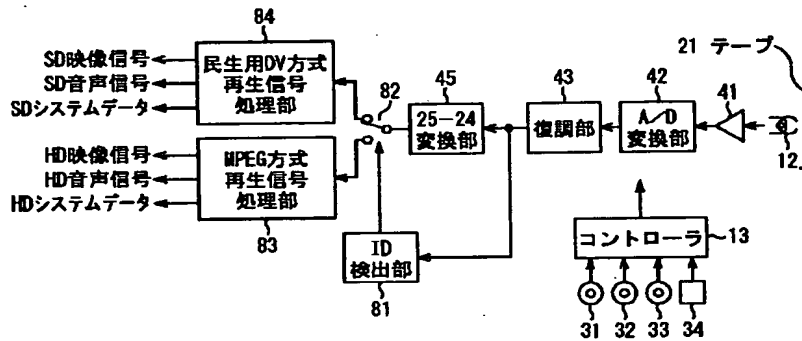 84
SD映像信号
SD音声信号
SDシステムデータ
民生用DV方式
再生信号
処理部
82
45
25−24
変換部
43
復調部
42
A/D
変換部
41
21 テープ
12
HD映像信号
HD音声信号
HDシステムデータ
MPEG方式
再生信号
処理部
83
ID
検出部
81
コントローラ
13
31
32
33
34